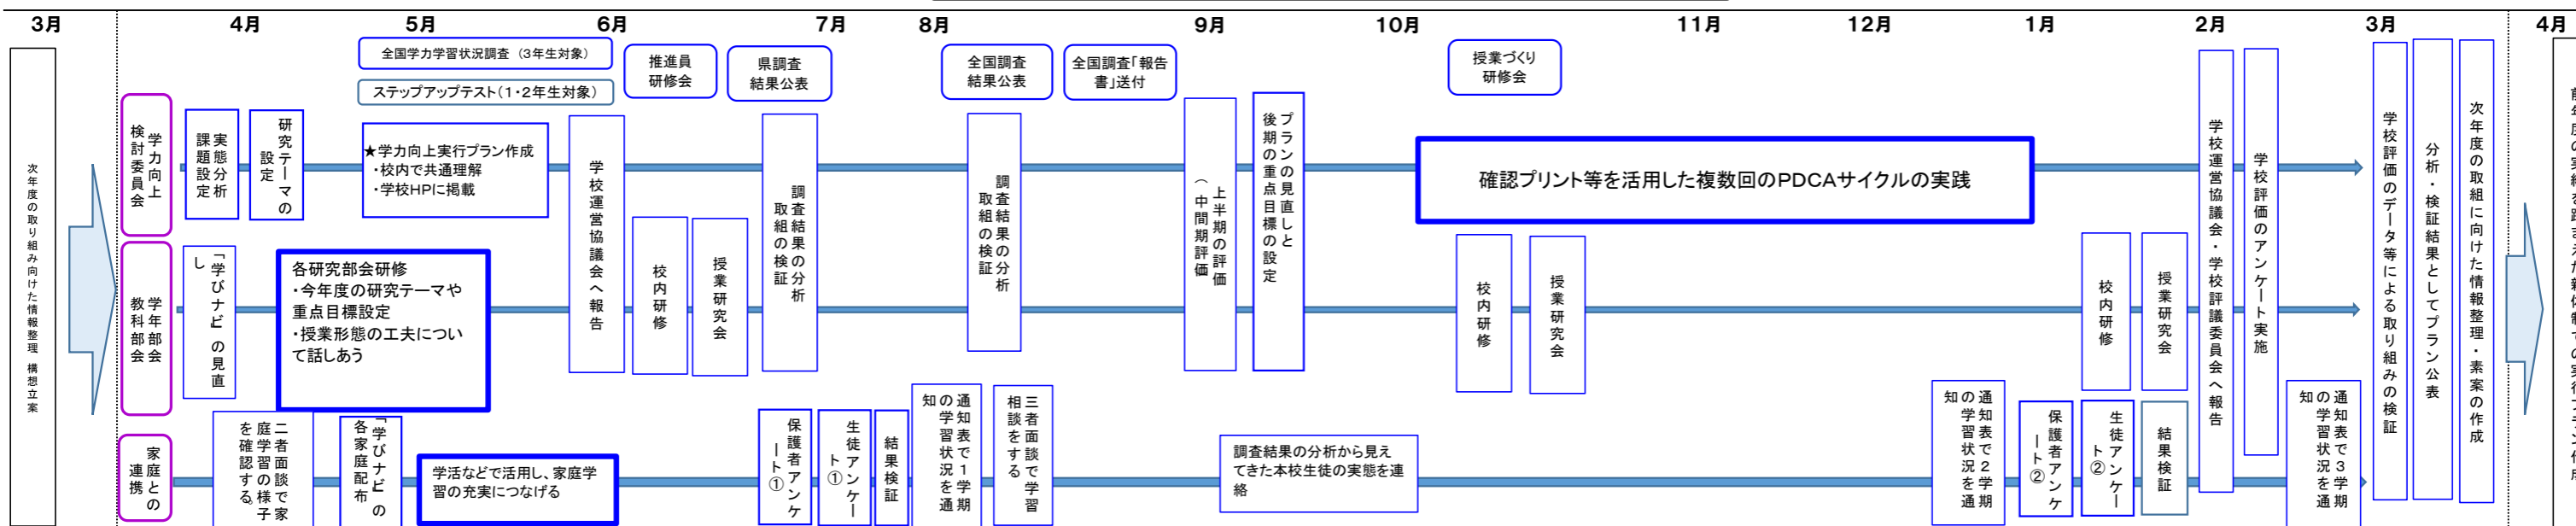 3月
4月
5月
6月
7月
8月
9月
10月
11月
12月
1月
2月
3月
4月
全国学力学習状況調査（3年生対象）
ステップアップテスト（1・2年生対象）
推進員
研修会
県調査
結果公表
全国調査
結果公表
全国調査「報告
書」送付
授業づくり
研修会
次年度の取り組み向けた情報整理　構想立案
学力向上
検討委員会
実態分析
課題設定
研究テーマの
設定
★学力向上実行プラン作成
・校内で共通理解
・学校HPに掲載
学校運営協議会へ報告
調査結果の分析
取組の検証
調査結果の分析
取組の検証
上半期の評価
（中間期評価
プランの見直しと
後期の重点目標の設定
確認プリント等を活用した複数回のPDCAサイクルの実践
学校運営協議会・学校評議委員会へ報告
学校評価のアンケート実施
学校評価のデータ等による取り組みの検証
分析・検証結果としてプラン公表
次年度の取組に向けた情報整理・素案の作成
学年部会
教科部会
「学びナビ」の見直
し
各研究部会研修
・今年度の研究テーマや
重点目標設定
・授業形態の工夫につい
て話しあう
校内研修
授業研究会
校内研修
授業研究会
校内研修
授業研究会
家庭との
連携
二者面談で家
庭学習の様子
を確認する。
「学びナビ」の
各家庭配布
学活などで活用し、家庭学
習の充実につなげる
保護者アンケ
ート①
生徒アンケー
ト①
結果検証
通知表で1学期
の学習状況を通
知
三者面談で学習
相談をする
調査結果の分析から見え
てきた本校生徒の実態を連
絡
通知表で2学期
の学習状況を通
知
保護者アンケ
ート②
生徒アンケー
ト②
結果検証
通知表で3学期
の学習状況を通
知